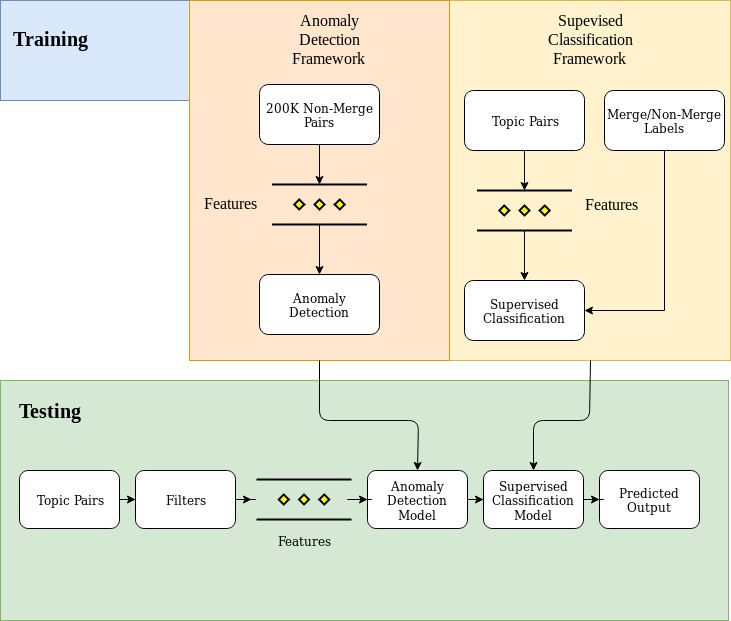 Training
Anomaly
Detection
Framework
200K Non-Merge
Pairs
Features
Anomaly
Detection
Supevised
Classification
Framework
Topic Pairs
Merge/Non-Merge
Labels
Features
Supervised
Classification
Testing
Topic Pairs
Filters
Features
Anomaly
Detection
Model
Supervised
Classification
Model
Predicted
Output